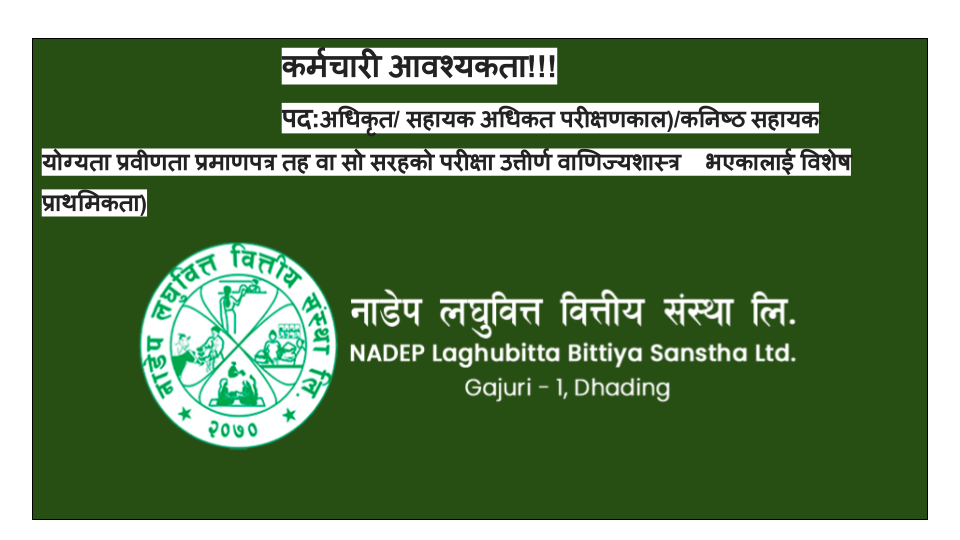 कर्मचारी आवश्यकता!!!
पद:अधिकृत/ सहायक अधिकत परीक्षणकाल)/कनिष्ठ सहायक
योग्यता प्रवीणता प्रमाणपत्र तह वा सो सरहको परीक्षा उत्तीर्ण वाणिज्यशास्त्र भएकालाई विशेष
प्राथमिकता)
नाडेप लघुवित्त वित्तीय संस्था लि.
२०७०
नाडेप लघुवित्त वित्तीय संस्था लि.
NADEP Laghubitta Bittiya Sanstha Ltd.
Gajuri - 1, Dhading